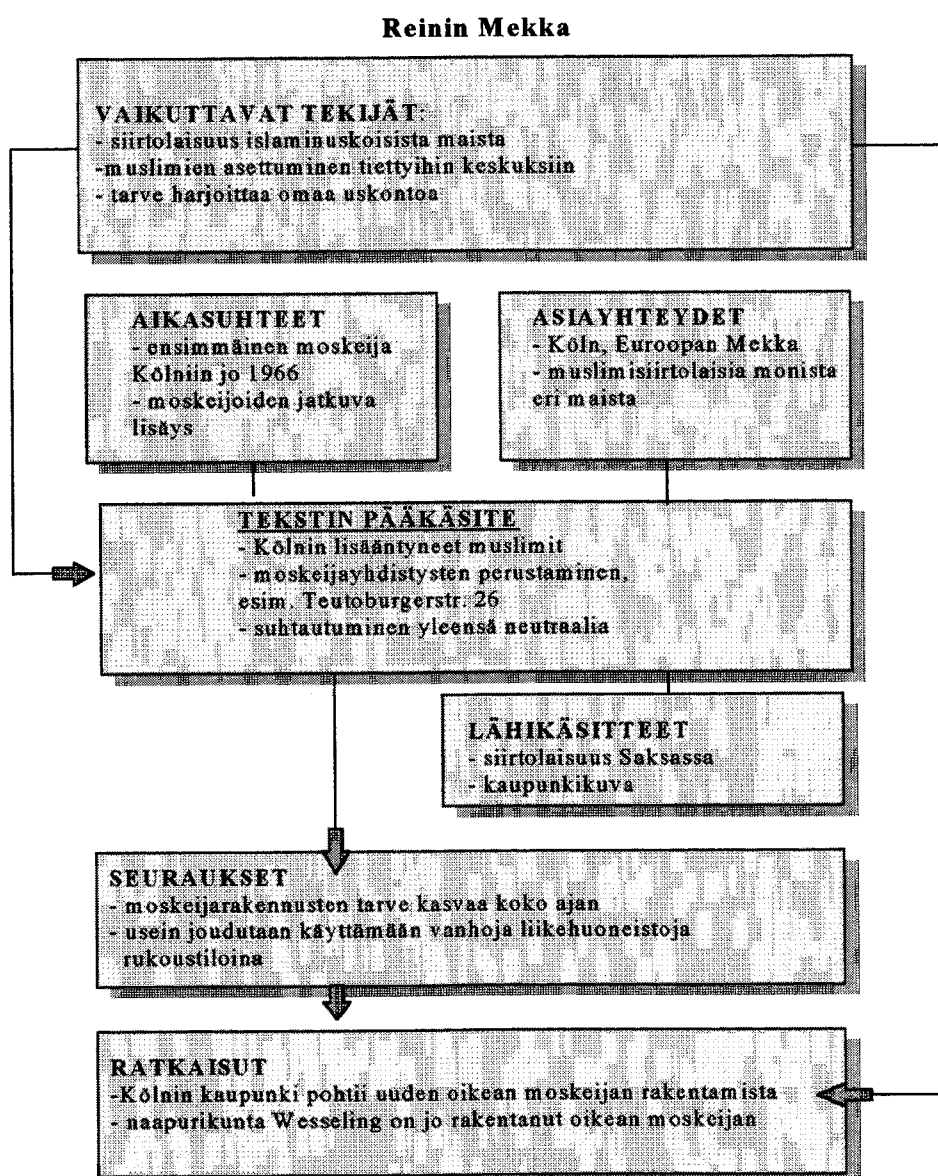 Reinin Mekka
VAIKUTTAVAT TEKIJÄT:
- siirtolaisuus islaminuskoisista maista
-muslimien asettuminen tiettyihin keskuksiin
- tarve harjoittaa omaa uskontoa
AIKASUHTEET
- ensimmäinen moskeija
Kölniin jo 1966
- moskeijoiden jatkuva
lisäys
ASIAYHTEYDET
- Köln, Euroopan Mekka
- muslimisiirtolaisia monista
eri maista
TEKSTIN PÄÄKÄSITE
- Kölnin lisääntyneet muslimit
- moskeijayhdistysten perustaminen,
esim. Teutoburgerstr. 26
- suhtautuminen yleensä neutraalia
LÄHIKÄSITTEET
- siirtolaisuus Saksassa
- kaupunkikuva
SEURAUKSET
- moskeijarakennusten tarve kasvaa koko ajan
- usein joudutaan käyttämään vanhoja liikehuoneistoja
rukoustiloina
RATKAISUT
-Kölnin kaupunki pohtii uuden oikean moskeijan rakentamista
- naapurikunta Wesseling on jo rakentanut oikean moskeijan